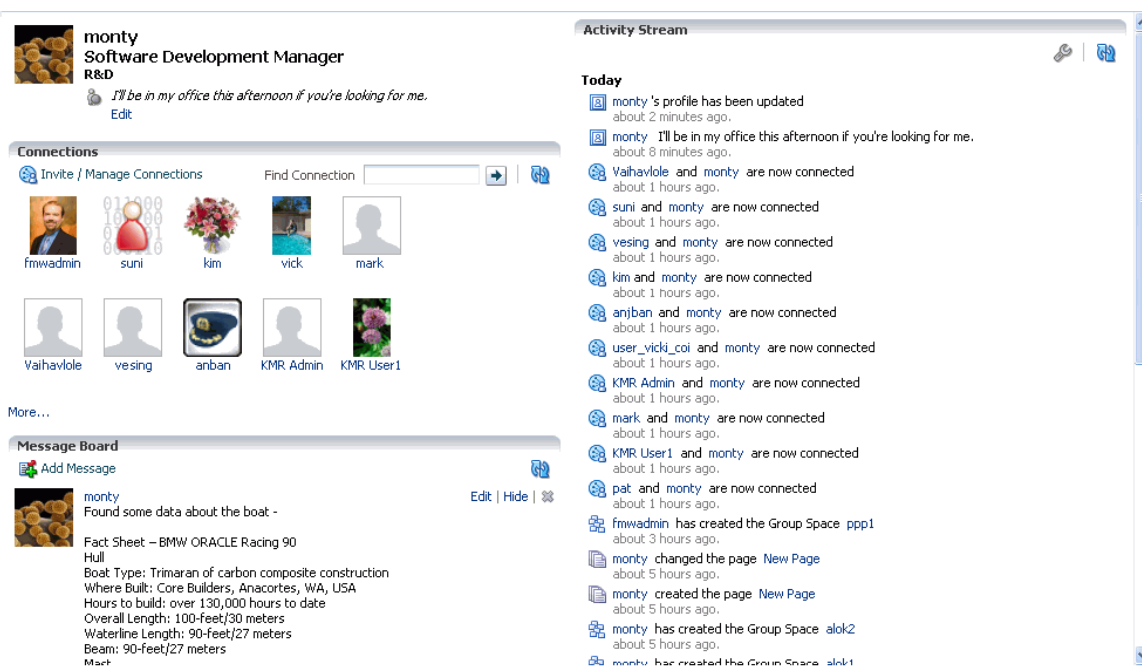 monty
Software Development Manager
R&D
I'll be in my office this afternoon if you're looking for me.
Edit
Connections
Invite / Manage Connections
Find Connection
fmwadmin
suni
kim
vick
mark
Vaihavlole
vesing
anban
KMR Admin
KMR User1
More...
Message Board
Add Message
monty
Edit | Hide |
Found some data about the boat -
Fact Sheet – BMW ORACLE Racing 90
Hull
Boat Type: Trimaran of carbon composite construction
Where Built: Core Builders, Anacortes, WA, USA
Hours to build: over 130,000 hours to date
Overall Length: 100-feet/30 meters
Waterline Length: 90-feet/27 meters
Beam: 90-feet/27 meters
Mast
Activity Stream
Today
monty 's profile has been updated
about 2 minutes ago.
monty I'll be in my office this afternoon if you're looking for me.
about 8 minutes ago.
Vaihavlole and monty are now connected
about 1 hours ago.
suni and monty are now connected
about 1 hours ago.
vesing and monty are now connected
about 1 hours ago.
kim and monty are now connected
about 1 hours ago.
anjban and monty are now connected
about 1 hours ago.
user_vicki_coi and monty are now connected
about 1 hours ago.
KMR Admin and monty are now connected
about 1 hours ago.
mark and monty are now connected
about 1 hours ago.
KMR User1 and monty are now connected
about 1 hours ago.
pat and monty are now connected
about 1 hours ago.
fmwadmin has created the Group Space ppp1
about 3 hours ago.
monty changed the page New Page
about 5 hours ago.
monty created the page New Page
about 5 hours ago.
monty has created the Group Space alok2
about 5 hours ago.
monty has created the Group Space alok1